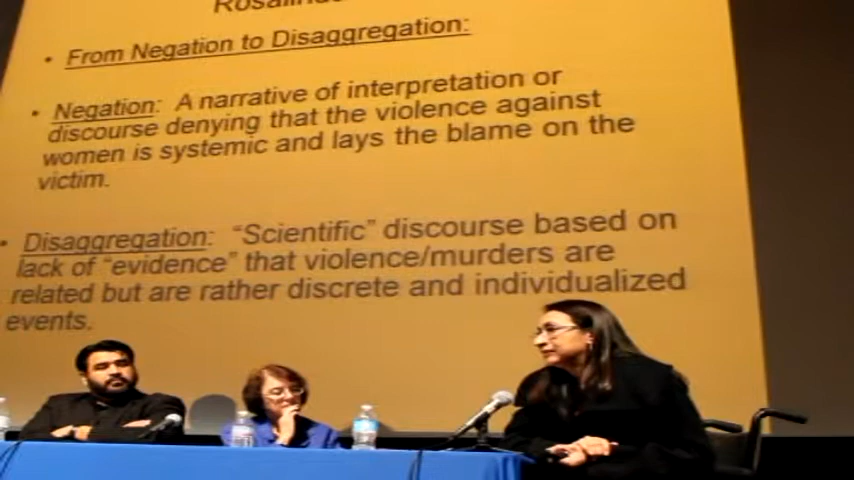 • From Negation to Disaggregation:
• Negation: A narrative of interpretation or
discourse denying that the violence against
women is systemic and lays the blame on the
victim.
• Disaggregation: "Scientific" discourse based on
lack of "evidence" that violence/murders are
related but are rather discrete and individualized
events.